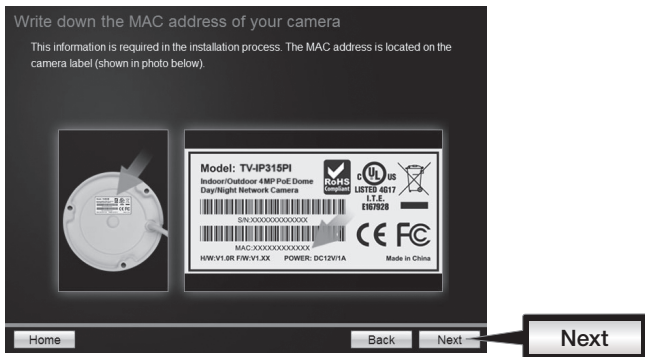 Write down the MAC address of your camera
This information is required in the installation process. The MAC address is located on the
camera label (shown in photo below).
Model: TV-IP315PI
Indoor/Outdoor 4MP PoE Dome
Day/Night Network Camera
RoHS
Compliant
C UL US
LISTED 4G17
I.T.E.
E167928
S/N:XXXXXXXXXXXXX
MAC:XXXXXXXXXXXX
CE FC
H/W:V1.0R F/W:V1.XX POWER: DC12V/1A Made in China
Home Back Next
Next